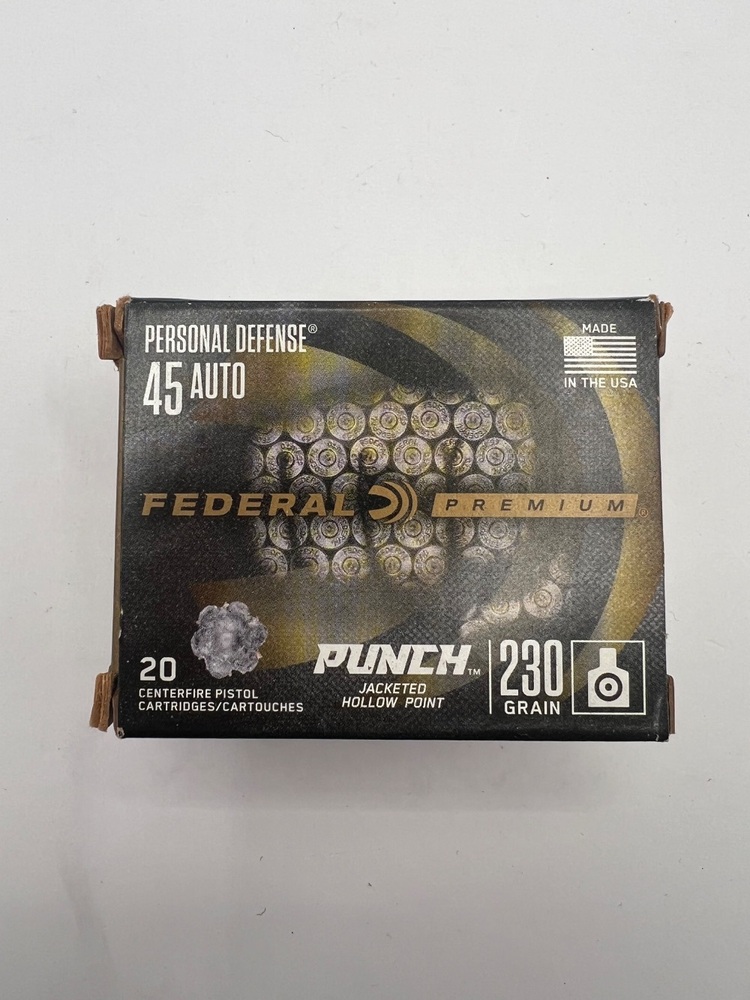 PERSONAL DEFENSE®
45 AUTO
MADE
IN THE USA
FEDERAL PREMIUM®
20
CENTERFIRE PISTOL
CARTRIDGES/CARTOUCHES
PUNCH™
JACKETED
HOLLOW POINT
230
GRAIN